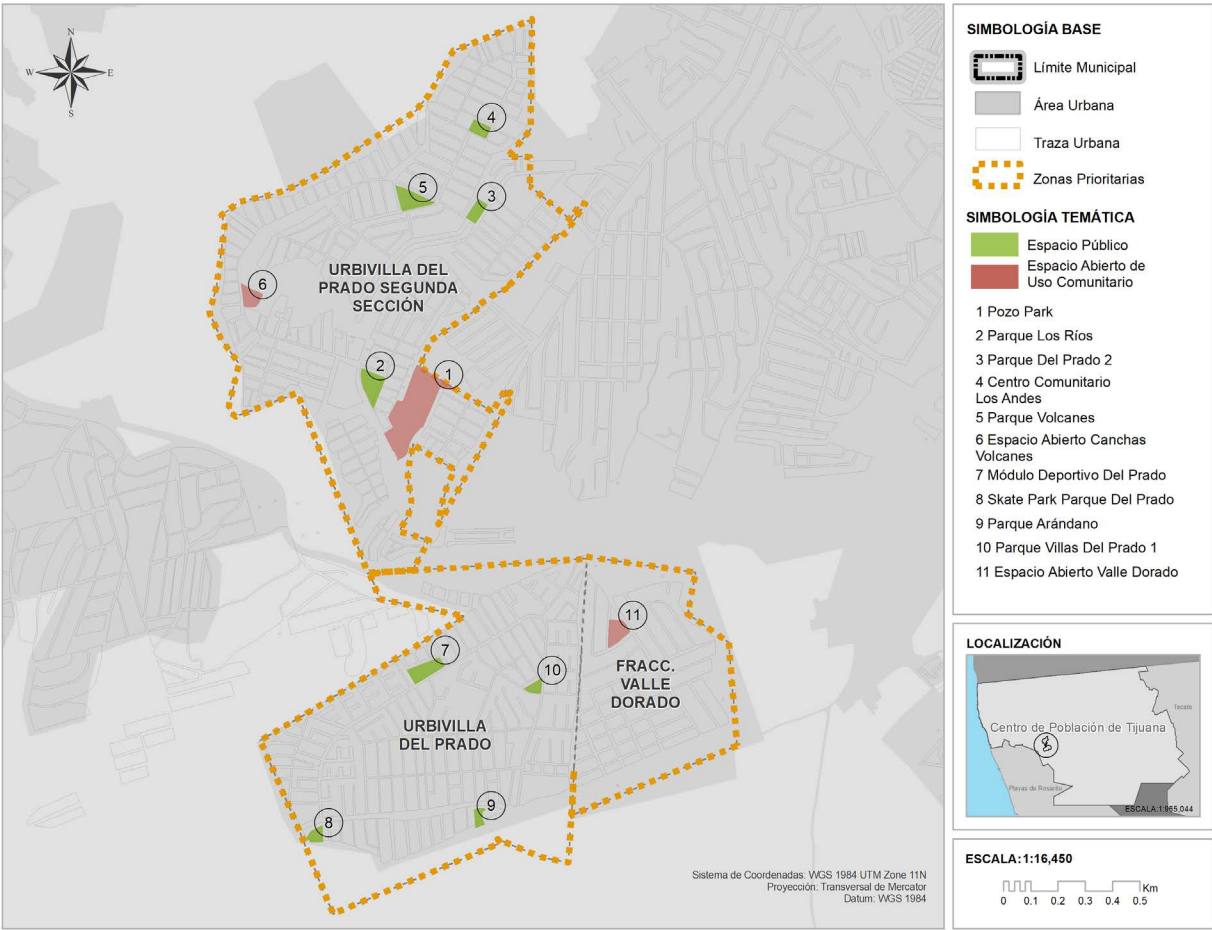 N
W
E
S
4
5
3
URBIVILLA DEL
PRADO SEGUNDA
SECCIÓN
6
2
1
11
7
10
FRACC.
VALLE
DORADO
URBIVILLA
DEL PRADO
9
8
Sistema de Coordenadas: WGS 1984 UTM Zone 11N
Proyección: Transversal de Mercator
Datum: WGS 1984
SIMBOLOGÍA BASE
Límite Municipal
Área Urbana
Traza Urbana
Zonas Prioritarias
SIMBOLOGÍA TEMÁTICA
Espacio Público
Espacio Abierto de
Uso Comunitario
1 Pozo Park
2 Parque Los Ríos
3 Parque Del Prado 2
4 Centro Comunitario
Los Andes
5 Parque Volcanes
6 Espacio Abierto Canchas
Volcanes
7 Módulo Deportivo Del Prado
8 Skate Park Parque Del Prado
9 Parque Arándano
10 Parque Villas Del Prado 1
11 Espacio Abierto Valle Dorado
LOCALIZACIÓN
Tecate
Centro de Población de Tijuana
Playas de Rosarito
ESCALA:1:965,044
ESCALA:1:16,450
Km
0 0.1 0.2 0.3 0.4 0.5